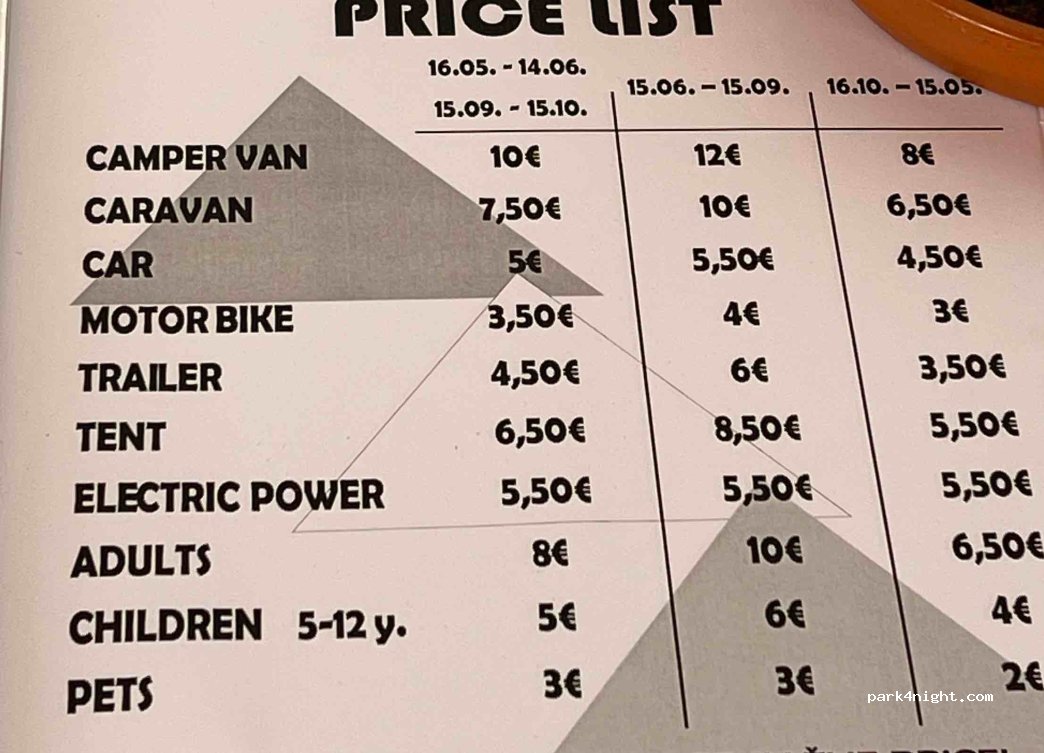 PRICE LIST
16.05. - 14.06.
15.09. - 15.10. 15.06. – 15.09. 16.10. – 15.05.
CAMPER VAN 10€ 12€ 8€
CARAVAN 7,50€ 10€ 6,50€
CAR 5€ 5,50€ 4,50€
MOTOR BIKE 3,50€ 4€ 3€
TRAILER 4,50€ 6€ 3,50€
TENT 6,50€ 8,50€ 5,50€
ELECTRIC POWER 5,50€ 5,50€ 5,50€
ADULTS 8€ 10€ 6,50€
CHILDREN 5-12 y. 5€ 6€ 4€
PETS 3€ 3€ 2€
park4night.com